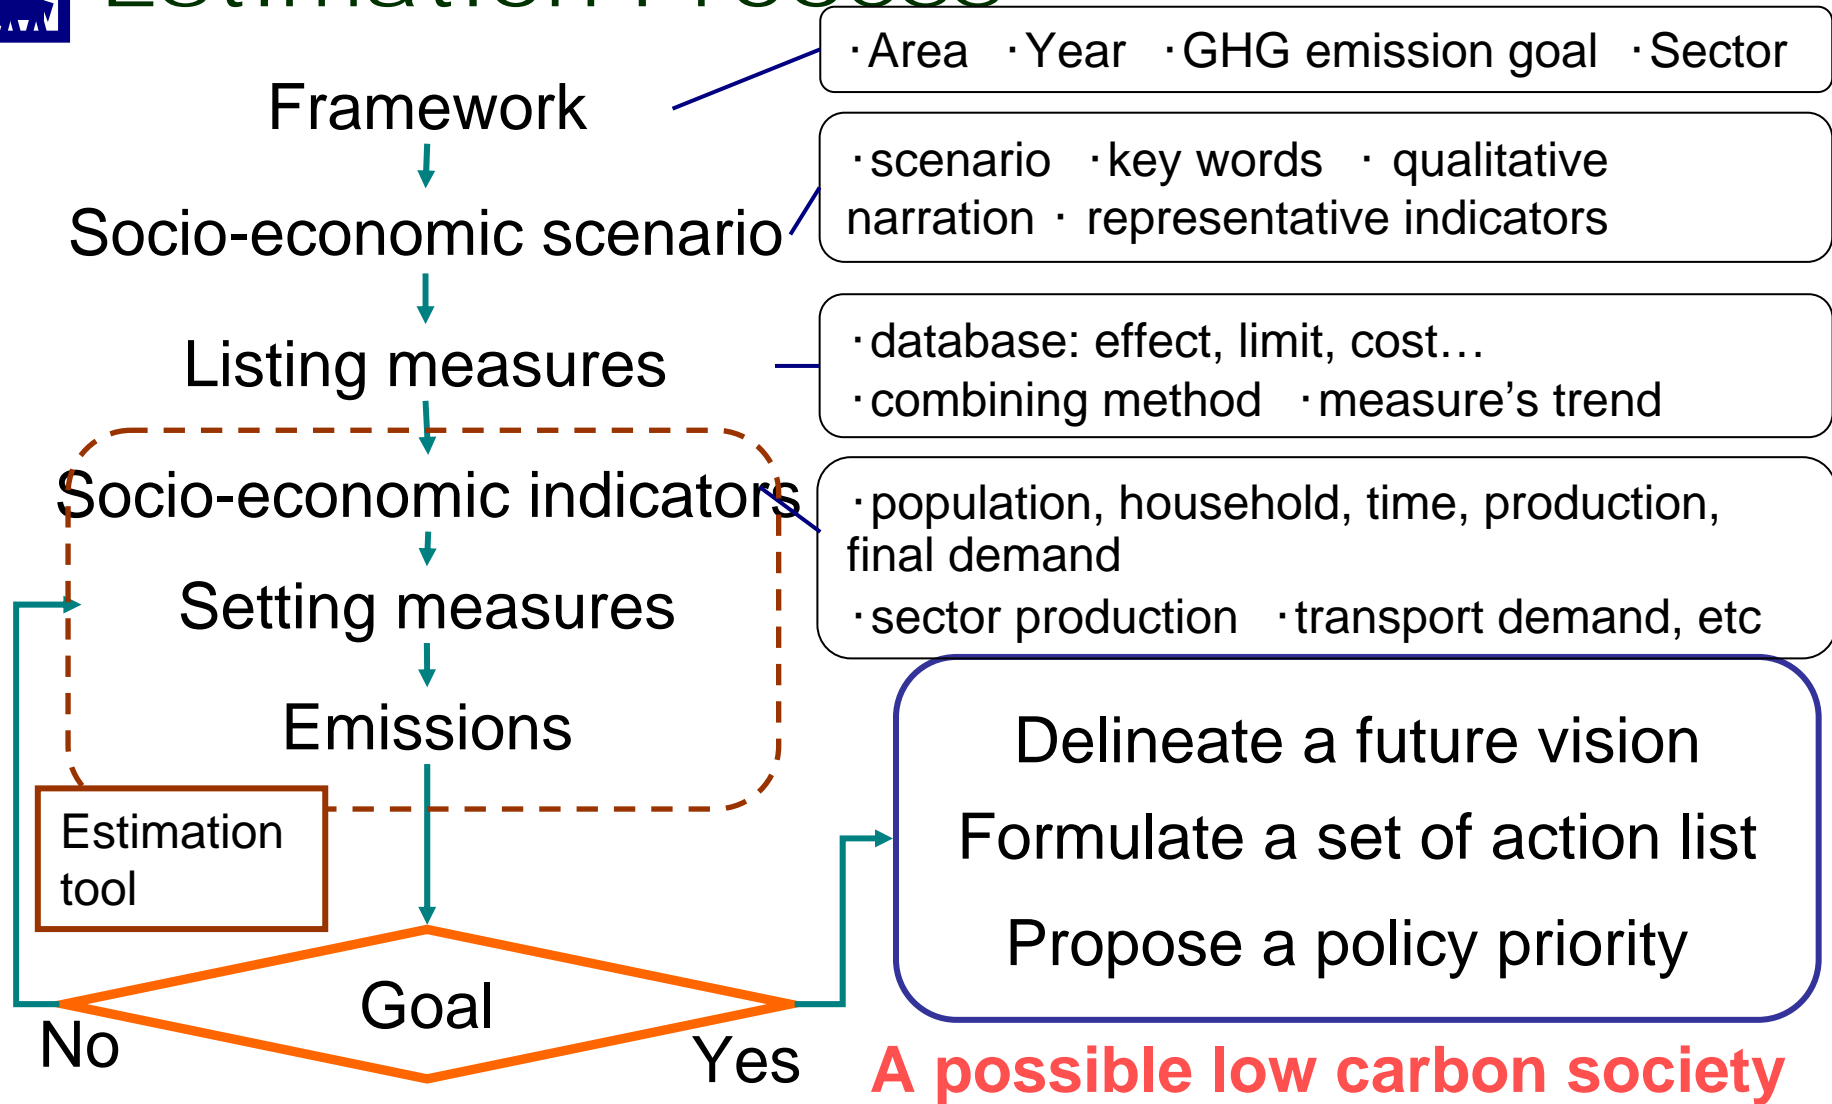 Estimation Process
・Area ・Year ・GHG emission goal ・Sector
Framework
・scenario ・key words ・ qualitative
narration ・ representative indicators
Socio-economic scenario
・database: effect, limit, cost…
・combining method ・measure’s trend
Listing measures
・population, household, time, production,
final demand
・sector production ・transport demand, etc
Socio-economic indicators
Setting measures
Emissions
Estimation
tool
Goal
No
Yes
Delineate a future vision
Formulate a set of action list
Propose a policy priority
A possible low carbon society